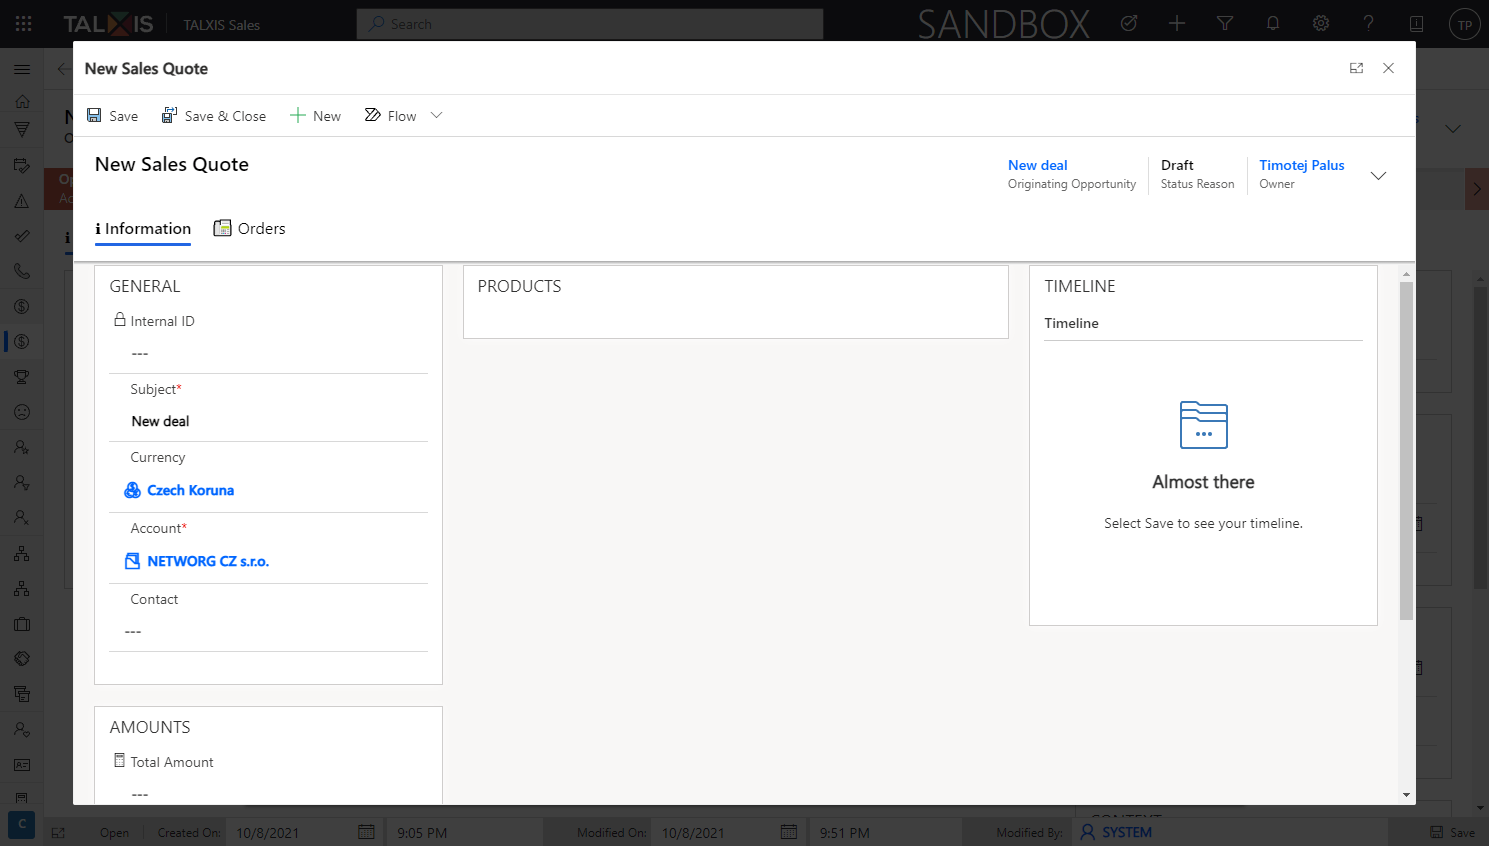 TALXIS
TALXIS Sales
Search
SANDBOX
TP
New Sales Quote
Save
Save & Close
New
Flow
New Sales Quote
New deal
Originating Opportunity
Draft
Status Reason
Timotej Palus
Owner
Information
Orders
GENERAL
Internal ID
---
Subject*
New deal
Currency
Czech Koruna
Account*
NETWORG CZ s.r.o.
Contact
---
AMOUNTS
Total Amount
---
PRODUCTS
TIMELINE
Timeline
Almost there
Select Save to see your timeline.
C
Open
Created On:
10/8/2021
9:05 PM
Modified On:
10/8/2021
9:51 PM
Modified By:
SYSTEM
Save